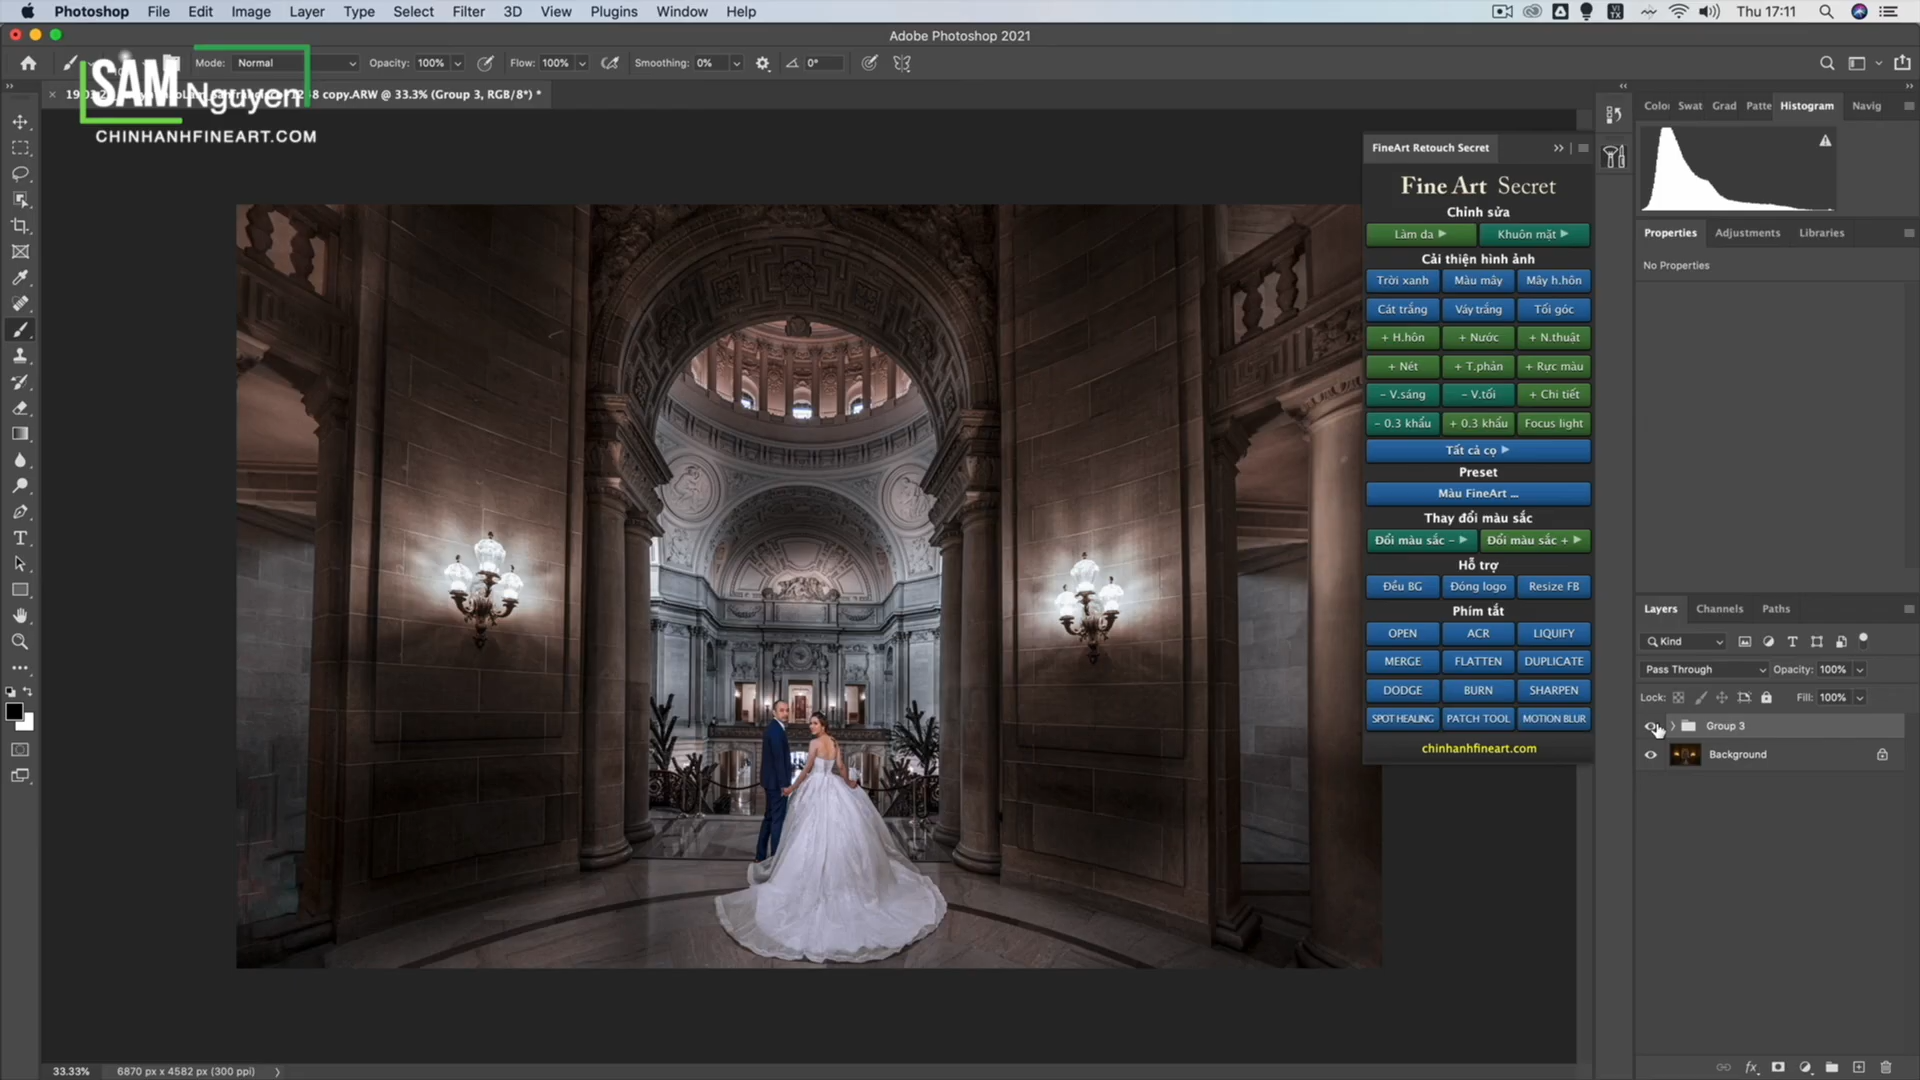 Photoshop File Edit Image Layer Type Select Filter 3D View Plugins Window Help Thu 17:11
Adobe Photoshop 2021
Mode: Normal Opacity: 100% Flow: 100% Smoothing: 0% 0°
SAM Nguyen
CHINHANHFINEART.COM
copy.ARW @ 33.3% (Group 3, RGB/8*) *
Color Swat Grad Patte Histogram Navig
FineArt Retouch Secret
Fine Art Secret
Chỉnh sửa
Làm da Khuôn mặt
Cải thiện hình ảnh
Trời xanh Màu mây Mây h.hôn
Cát trắng Váy trắng Tối góc
+ H.hôn + Nước + N.thuật
+ Nét + T.phản + Rực màu
- V.sáng - V.tối + Chi tiết
- 0.3 khẩu + 0.3 khẩu Focus light
Tất cả cọ
Preset
Màu FineArt ...
Thay đổi màu sắc
Đổi màu sắc - Đổi màu sắc +
Hỗ trợ
Đều BG Đóng logo Resize FB
Phím tắt
OPEN ACR LIQUIFY
MERGE FLATTEN DUPLICATE
DODGE BURN SHARPEN
SPOT HEALING PATCH TOOL MOTION BLUR
chinhanhfineart.com
Properties Adjustments Libraries
No Properties
Layers Channels Paths
Kind
Pass Through Opacity: 100%
Lock: Fill: 100%
Group 3
Background
33.33% 6870 px x 4582 px (300 ppi)